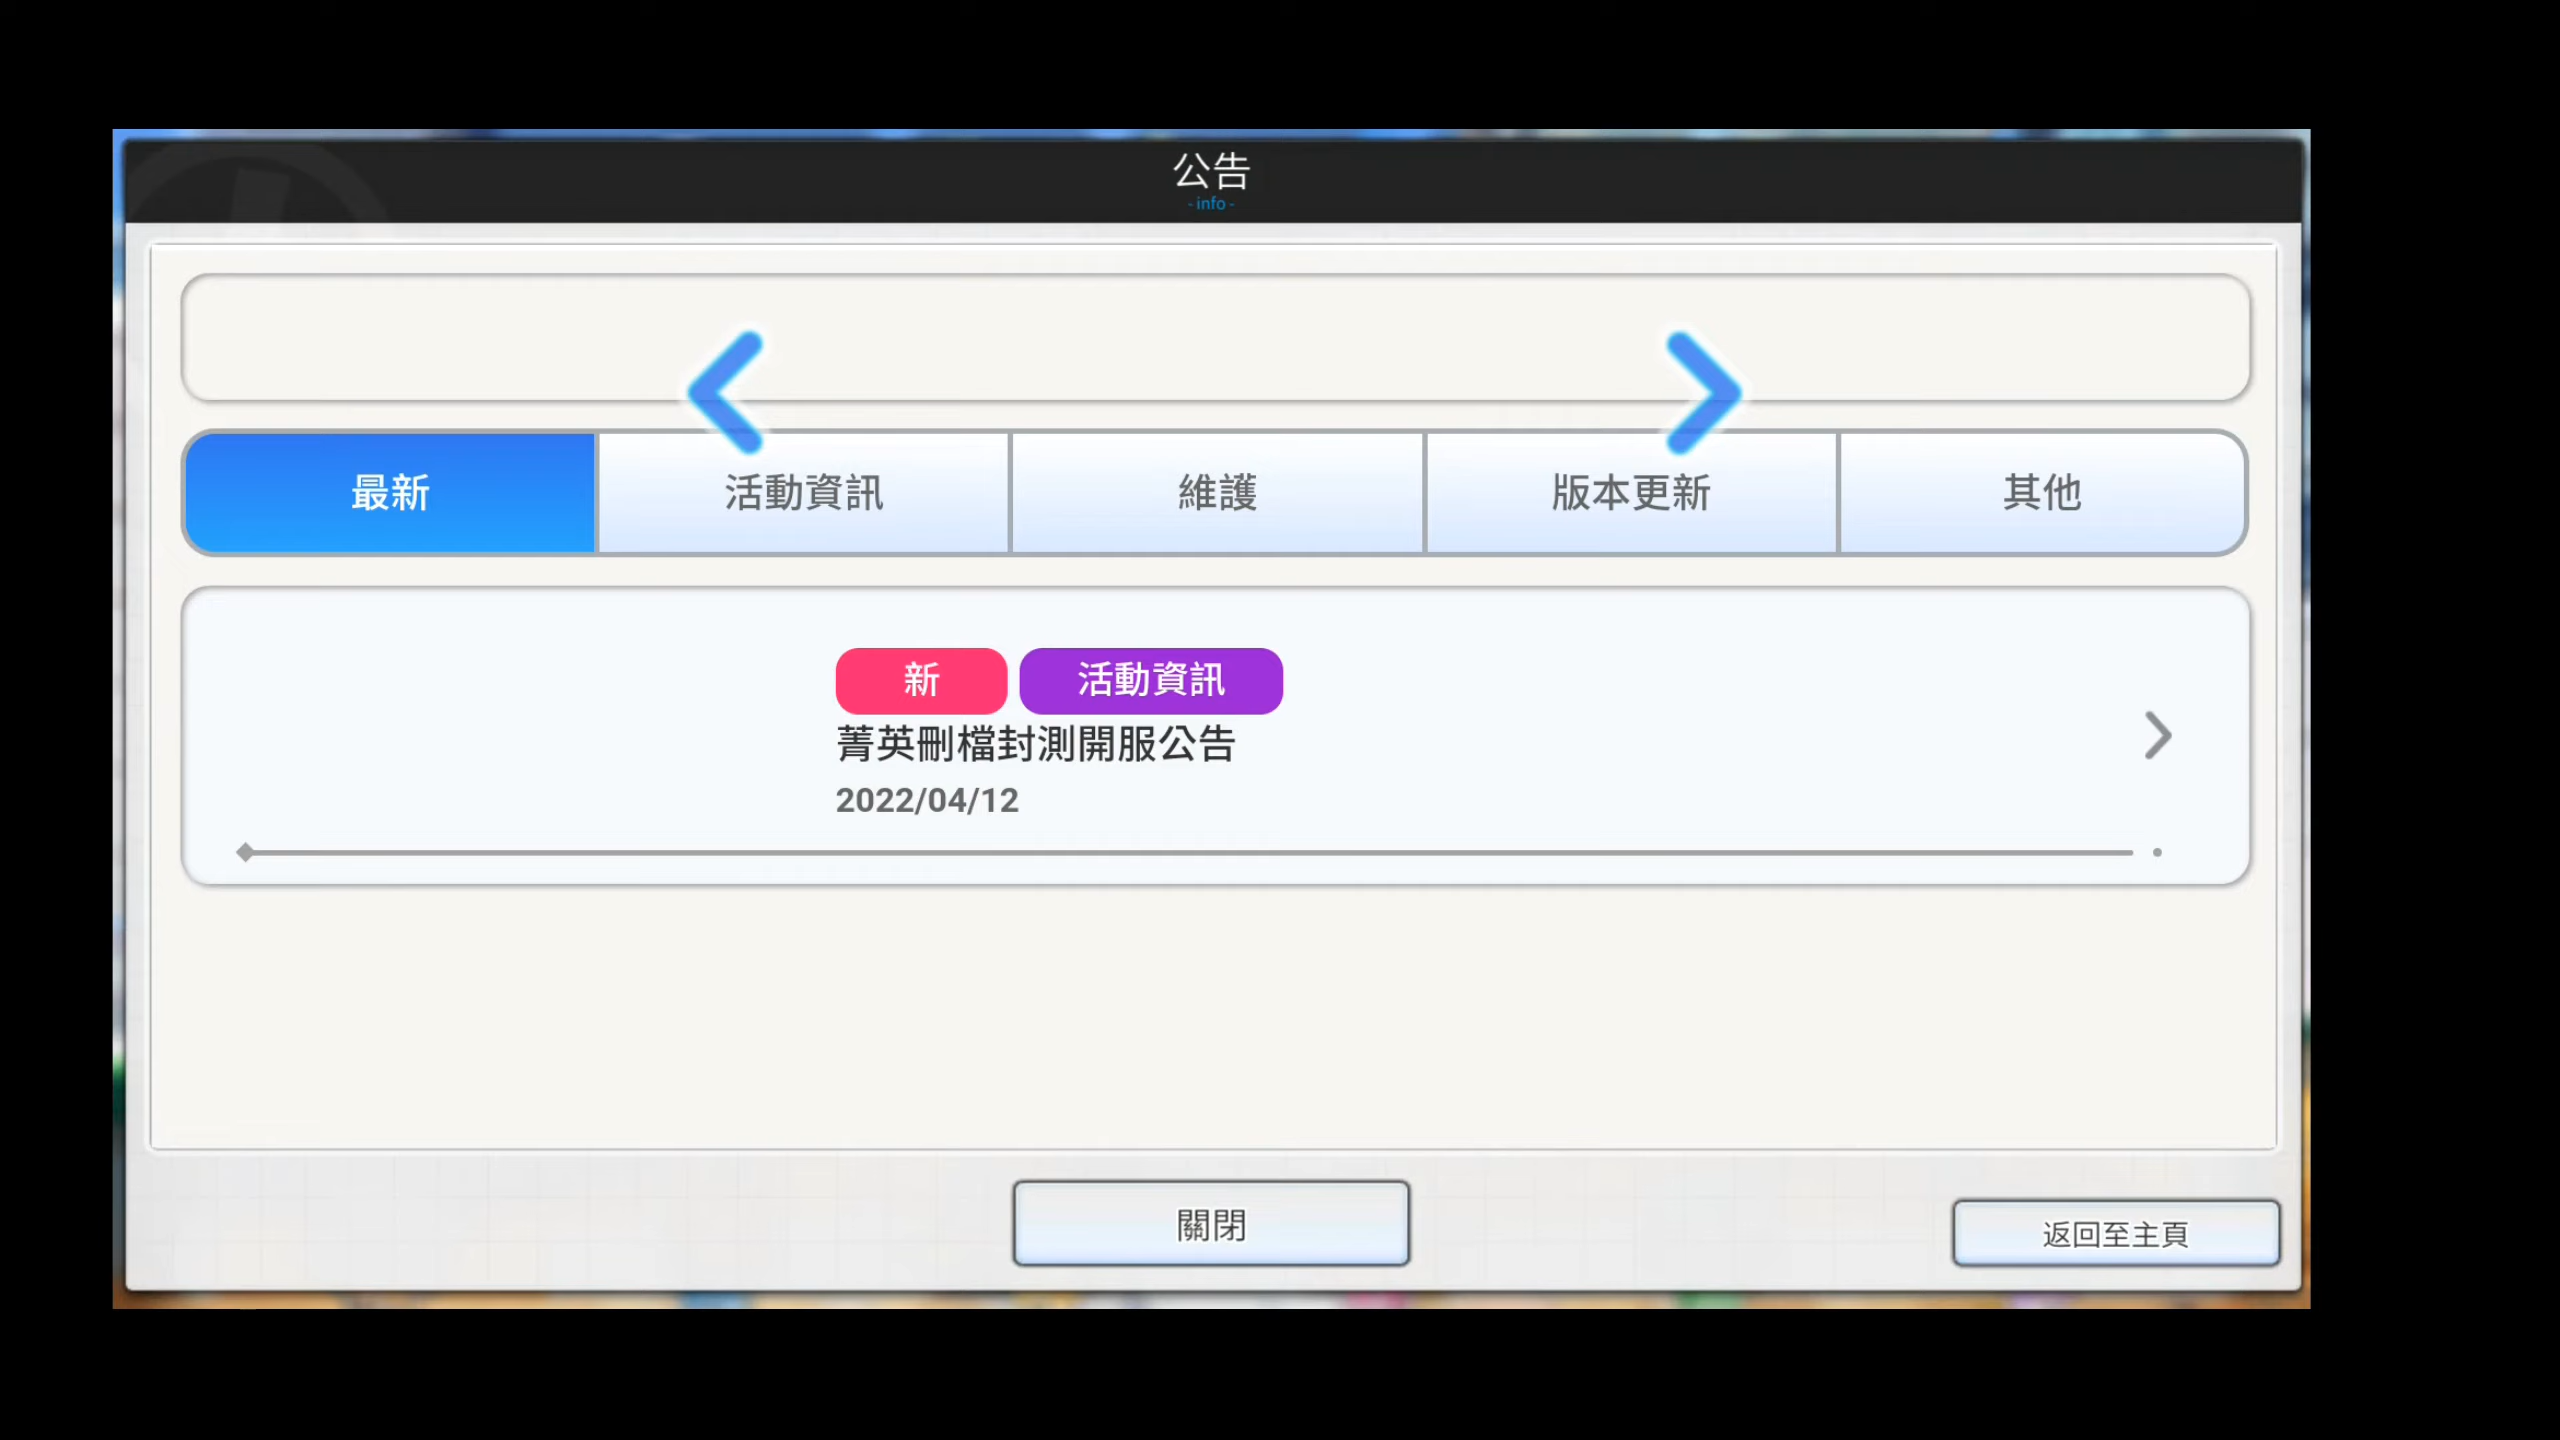 公告
- info -
最新 活動資訊 維護 版本更新 其他
新 活動資訊
菁英刪檔封測開服公告
2022/04/12
關閉
返回至主頁